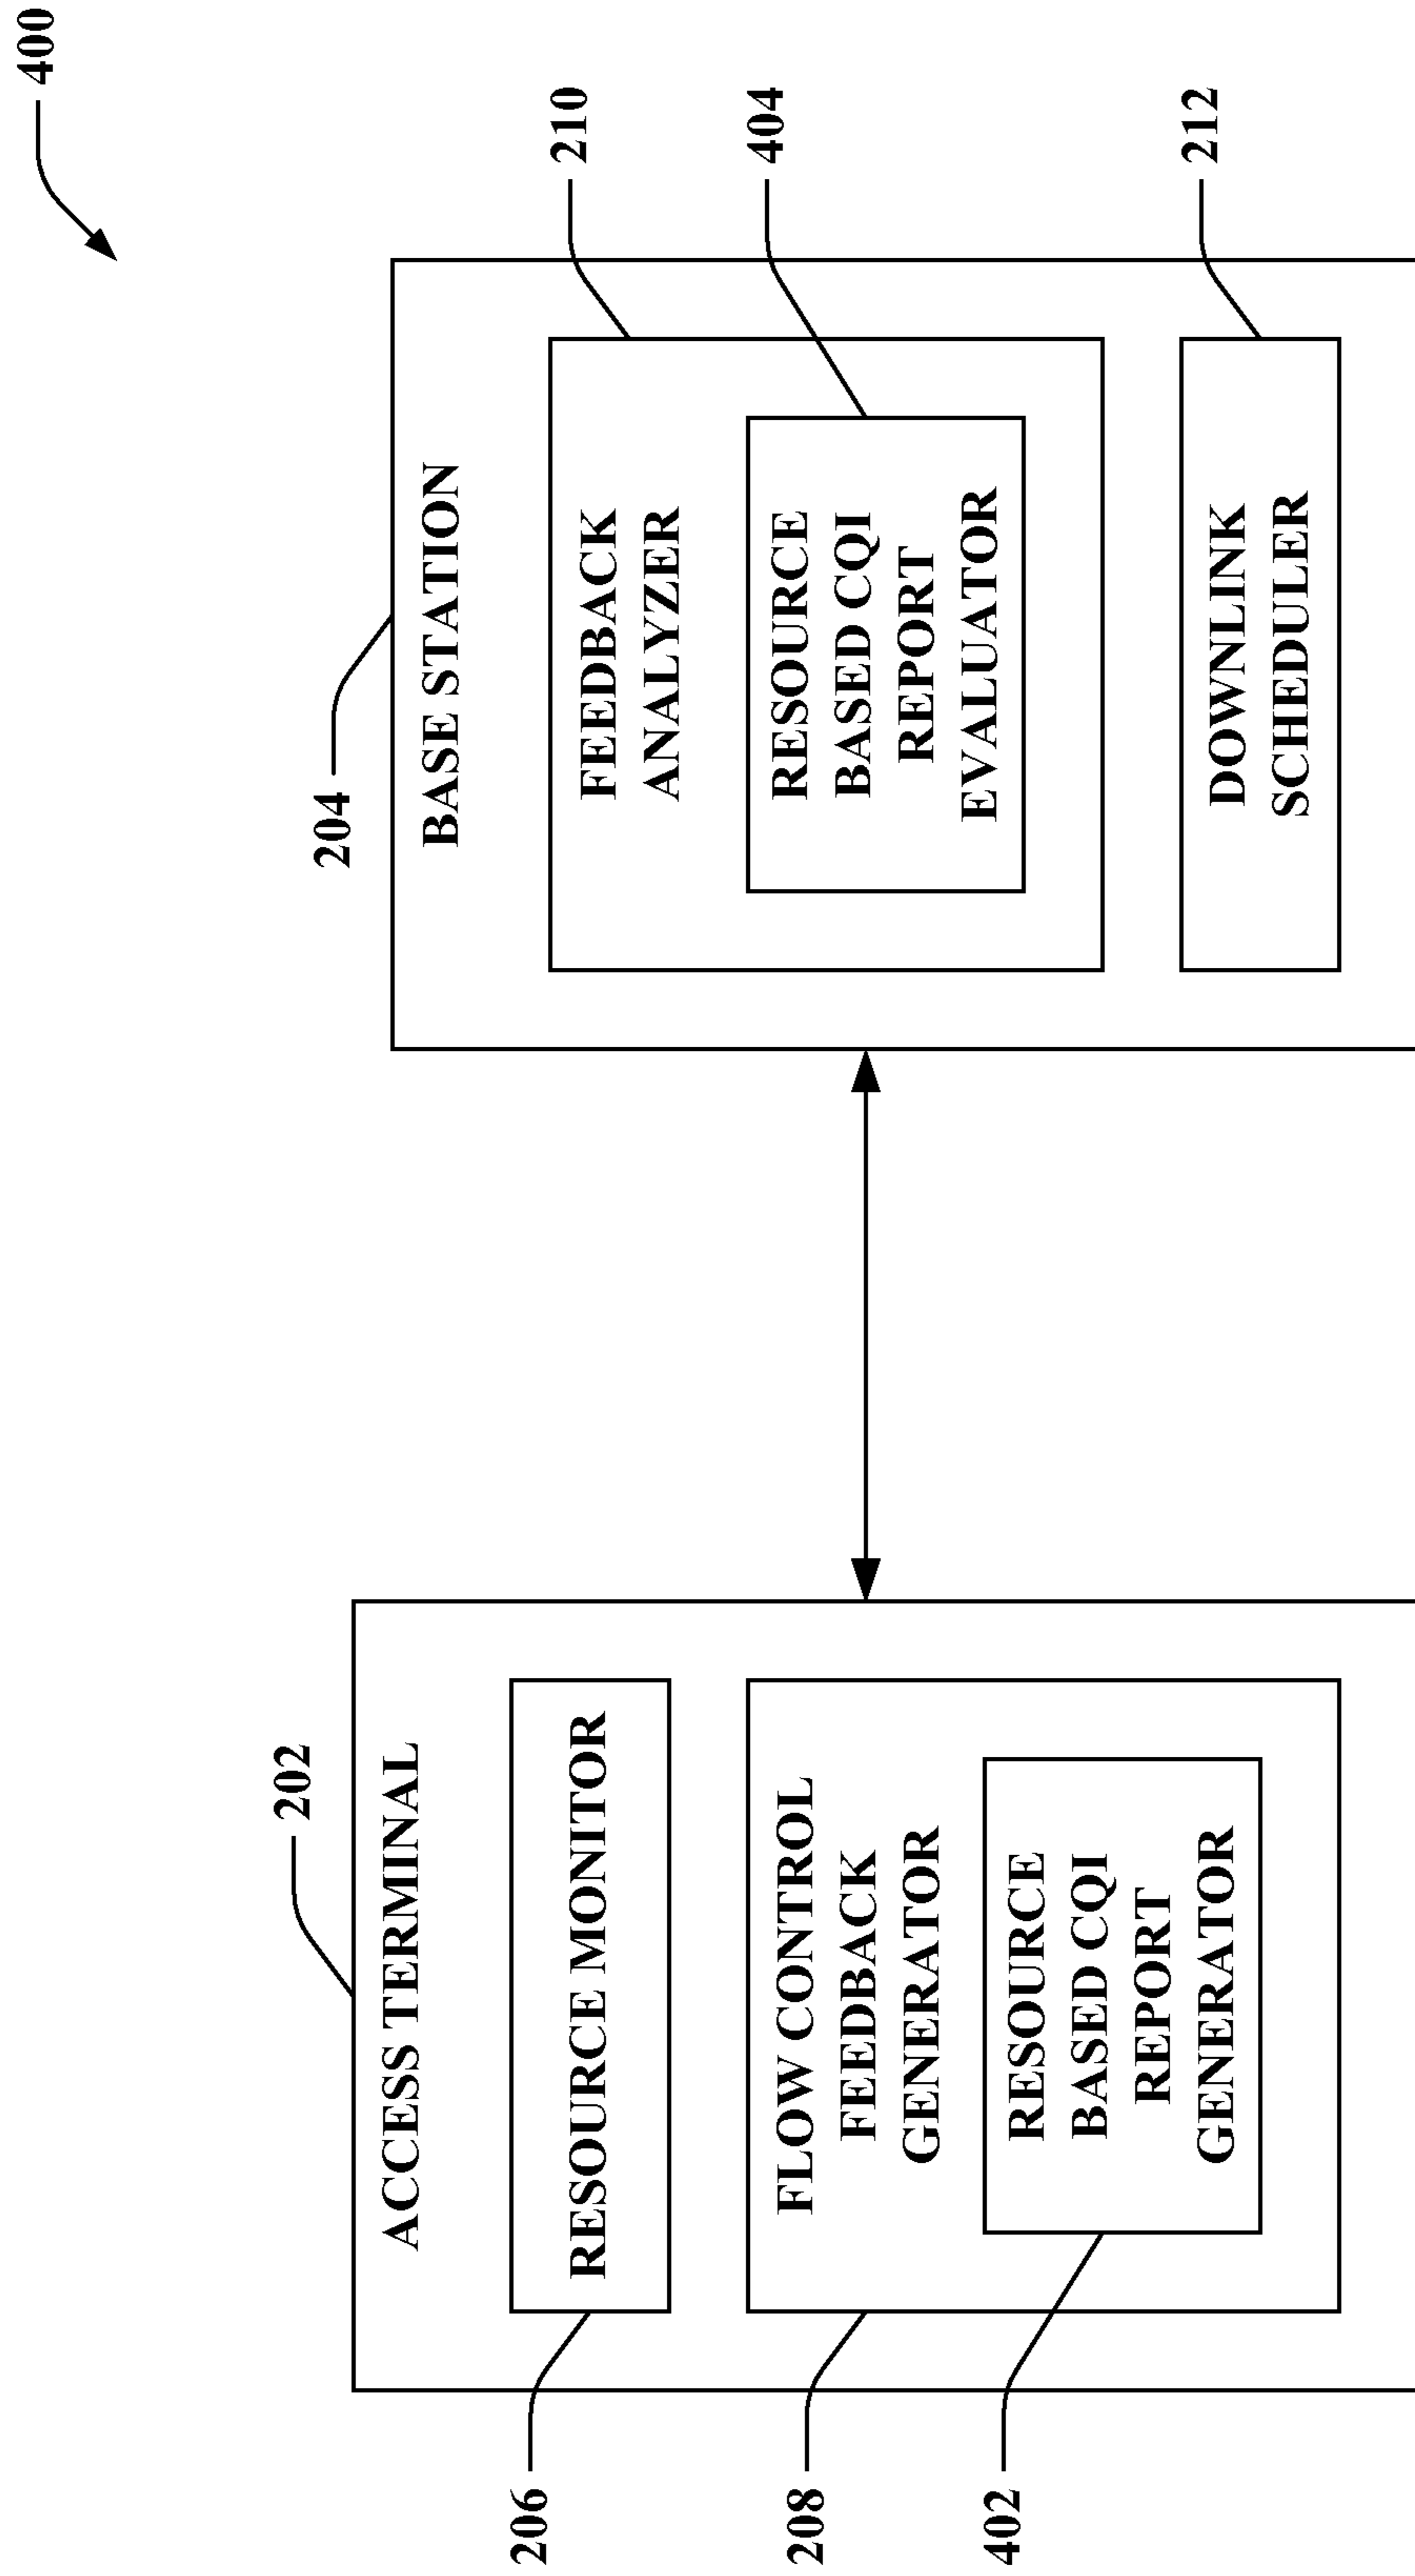 400
202
ACCESS TERMINAL
206
RESOURCE MONITOR
208
FLOW CONTROL
FEEDBACK
GENERATOR
402
RESOURCE
BASED CQI
REPORT
GENERATOR
204
BASE STATION
210
FEEDBACK
ANALYZER
404
RESOURCE
BASED CQI
REPORT
EVALUATOR
212
DOWNLINK
SCHEDULER